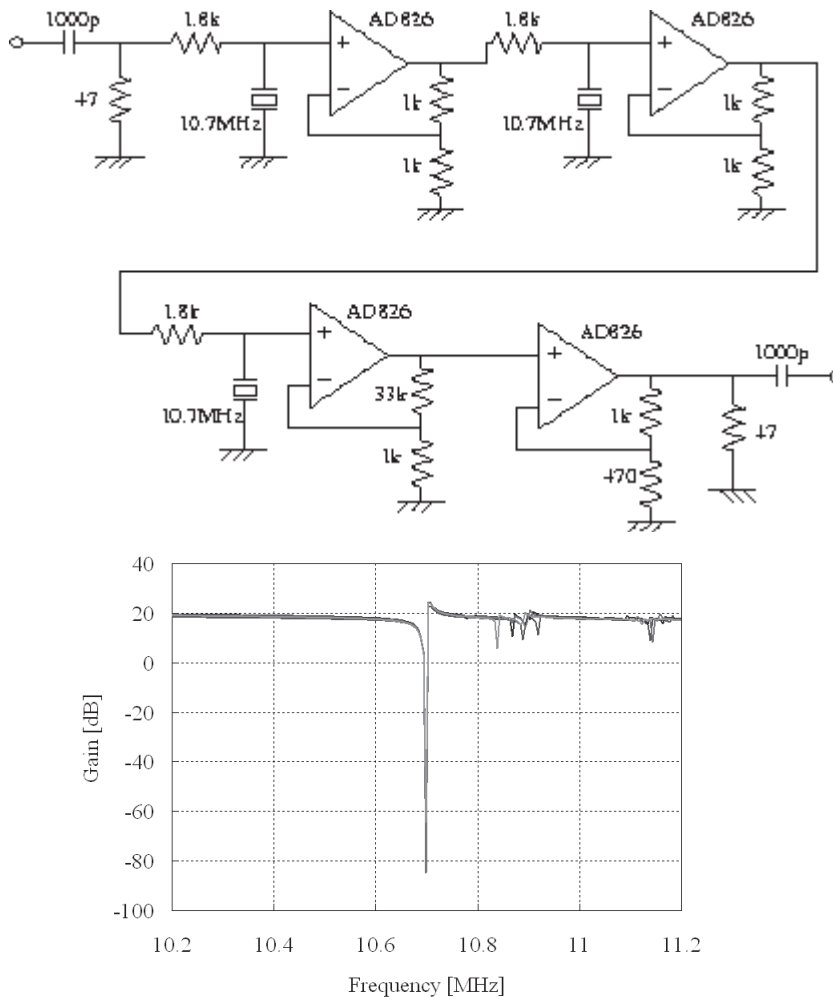 1000p
1.8k
AD826
1.8k
AD826
47
10.7MHz
1k
10.7MHz
1k
1k
1k
1.8k
AD826
AD826
1000p
10.7MHz
33k
1k
47
1k
470
40
20
0
-20
-40
-60
-80
-100
Gain [dB]
10.2 10.4 10.6 10.8 11 11.2
Frequency [MHz]